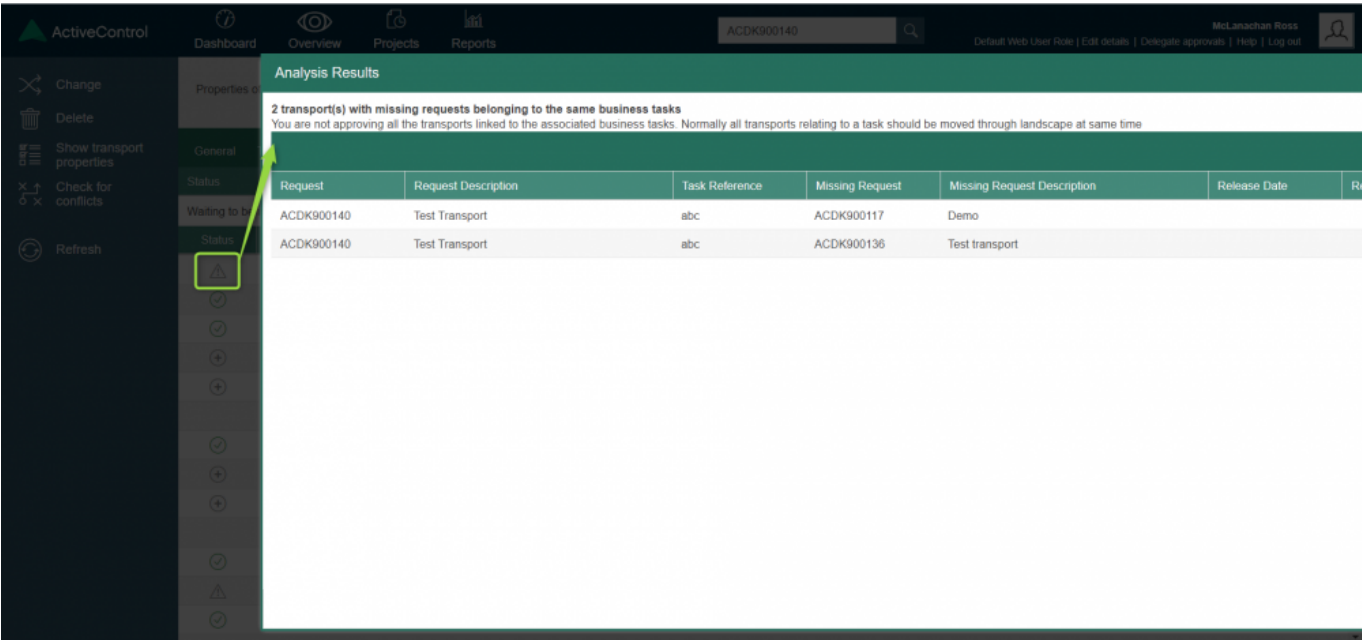 ActiveControl
Dashboard
Overview
Projects
Reports
ACDK900140
McLanachan Ross
Default Web User Role | Edit details | Delegate approvals | Help | Log out
Change
Delete
Show transport
properties
Check for
conflicts
Refresh
Properties o
General
Status
Waiting to be
Status
Analysis Results
2 transport(s) with missing requests belonging to the same business tasks
You are not approving all the transports linked to the associated business tasks. Normally all transports relating to a task should be moved through landscape at same time
Request Request Description Task Reference Missing Request Missing Request Description Release Date Re
ACDK900140 Test Transport abc ACDK900117 Demo
ACDK900140 Test Transport abc ACDK900136 Test transport